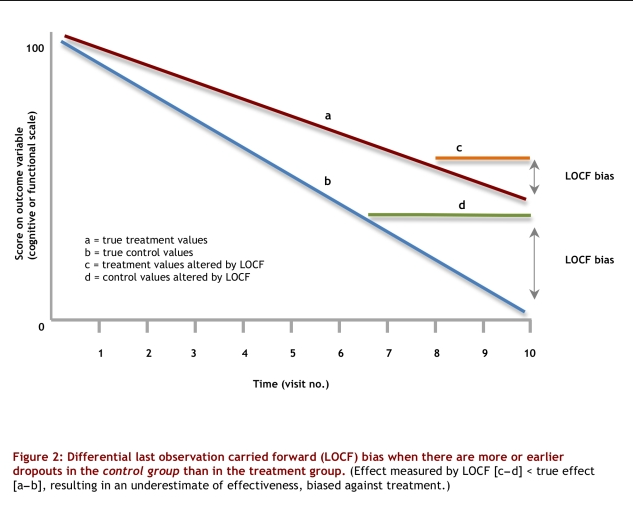 100
Score on outcome variable
(cognitive or functional scale)
a
c
LOCF bias
b
d
a = true treatment values
b = true control values
c = treatment values altered by LOCF
d = control values altered by LOCF
LOCF bias
0
1 2 3 4 5 6 7 8 9 10
Time (visit no.)
Figure 2: Differential last observation carried forward (LOCF) bias when there are more or earlier
dropouts in the control group than in the treatment group. (Effect measured by LOCF [c–d] < true effect
[a–b], resulting in an underestimate of effectiveness, biased against treatment.)